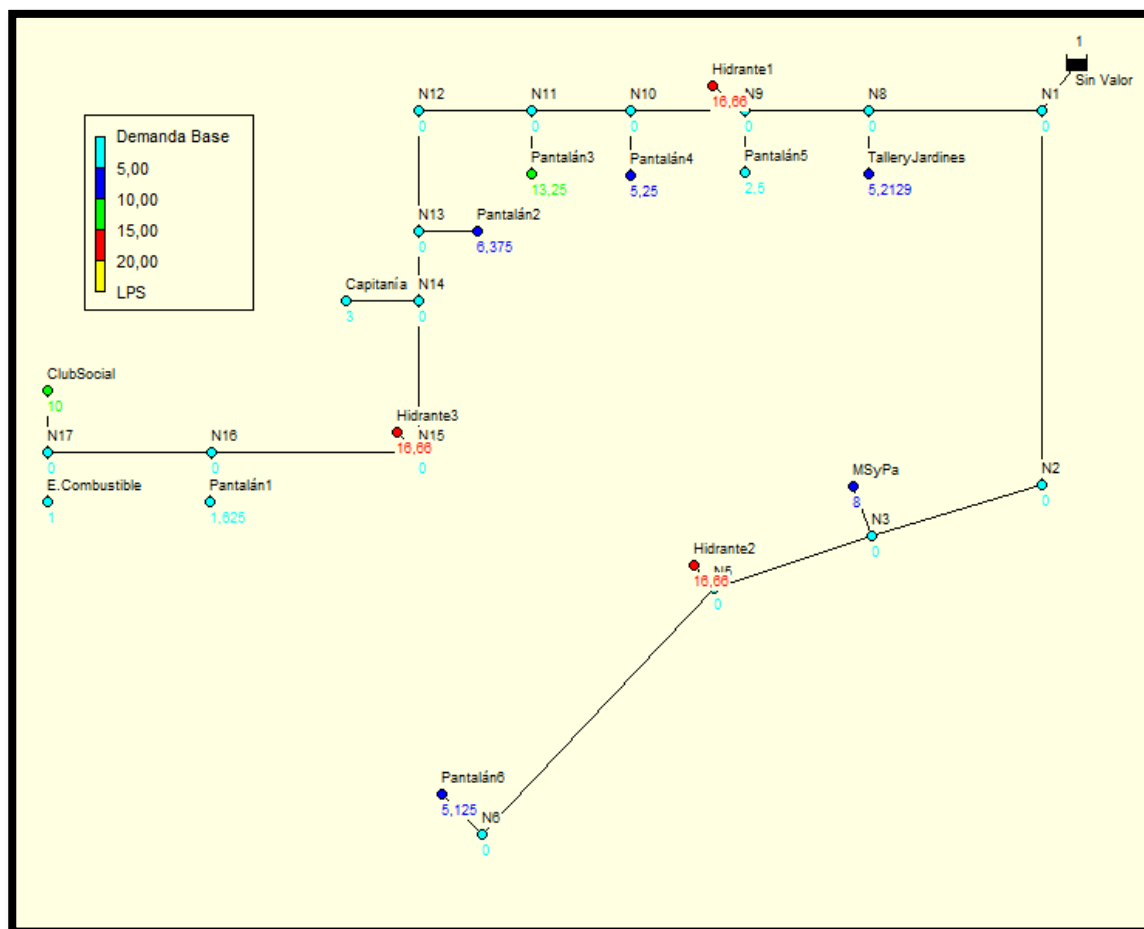 1
Sin Valor
Hidrante1
16,66
N12
0
N11
0
N10
0
N9
0
N8
0
N1
0
Demanda Base
5,00
10,00
15,00
20,00
LPS
Pantalán3
13,25
Pantalán4
5,25
Pantalán5
2,5
TalleryJardines
5,2129
N13
0
Pantalán2
6,375
Capitanía
3
N14
0
ClubSocial
10
Hidrante3
16,66
N15
0
N17
0
N16
0
E.Combustible
1
Pantalán1
1,625
MSyPa
8
N2
0
N3
0
Hidrante2
16,66
N5
0
Pantalán6
5,125
N6
0